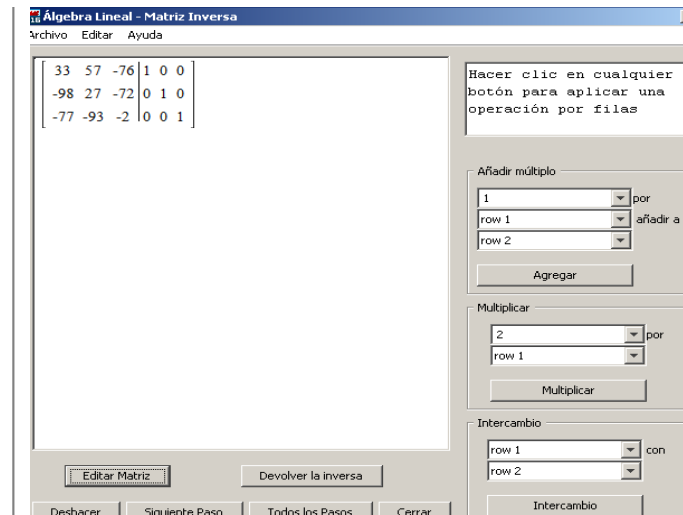 Álgebra Lineal - Matriz Inversa
Archivo Editar Ayuda
33 57 -76 1 0 0
-98 27 -72 0 1 0
-77 -93 -2 0 0 1
Hacer clic en cualquier
botón para aplicar una
operación por filas
Añadir múltiplo
1 por
row 1 añadir a
row 2
Agregar
Multiplicar
2 por
row 1
Multiplicar
Intercambio
row 1 con
row 2
Intercambio
Editar Matriz Devolver la inversa
Deshacer Siguiente Paso Todos los Pasos Cerrar